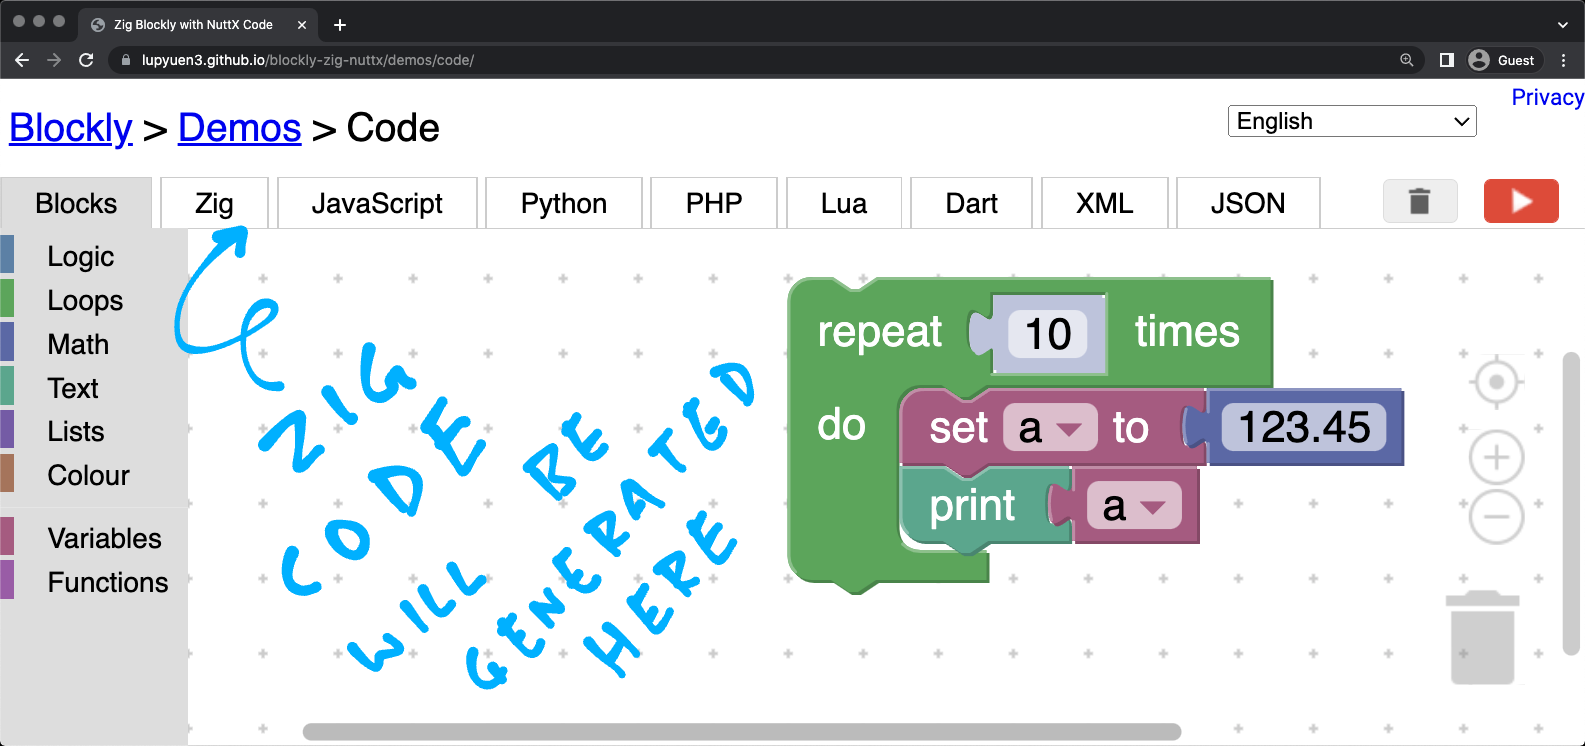 Zig Blockly with NuttX Code
lupyuen3.github.io/blockly-zig-nuttx/demos/code/
Guest
Privacy
Blockly > Demos > Code
English
Blocks Zig JavaScript Python PHP Lua Dart XML JSON
Logic
Loops
Math
Text
Lists
Colour
Variables
Functions
ZIG
CODE
WILL BE
GENERATED
HERE
repeat 10 times
do set a to 123.45
print a